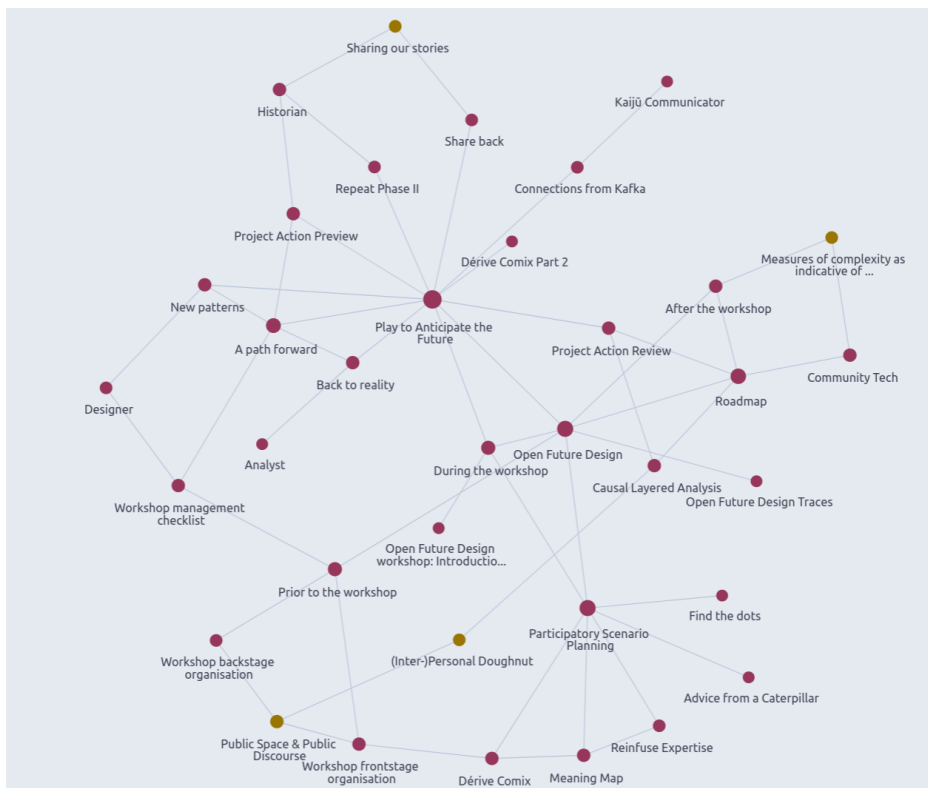 Sharing our stories
Historian
Kaijū Communicator
Share back
Repeat Phase II
Connections from Kafka
Project Action Preview
Dérive Comix Part 2
Measures of complexity as
indicative of ...
New patterns
After the workshop
Play to Anticipate the
Future
A path forward
Project Action Review
Back to reality
Community Tech
Roadmap
Designer
Analyst
Open Future Design
During the workshop
Causal Layered Analysis
Open Future Design Traces
Workshop management
checklist
Open Future Design
workshop: Introductio...
Prior to the workshop
Find the dots
Participatory Scenario
Planning
Workshop backstage
organisation
(Inter-)Personal Doughnut
Advice from a Caterpillar
Public Space & Public
Discourse
Reinfuse Expertise
Workshop frontstage
organisation
Dérive Comix
Meaning Map